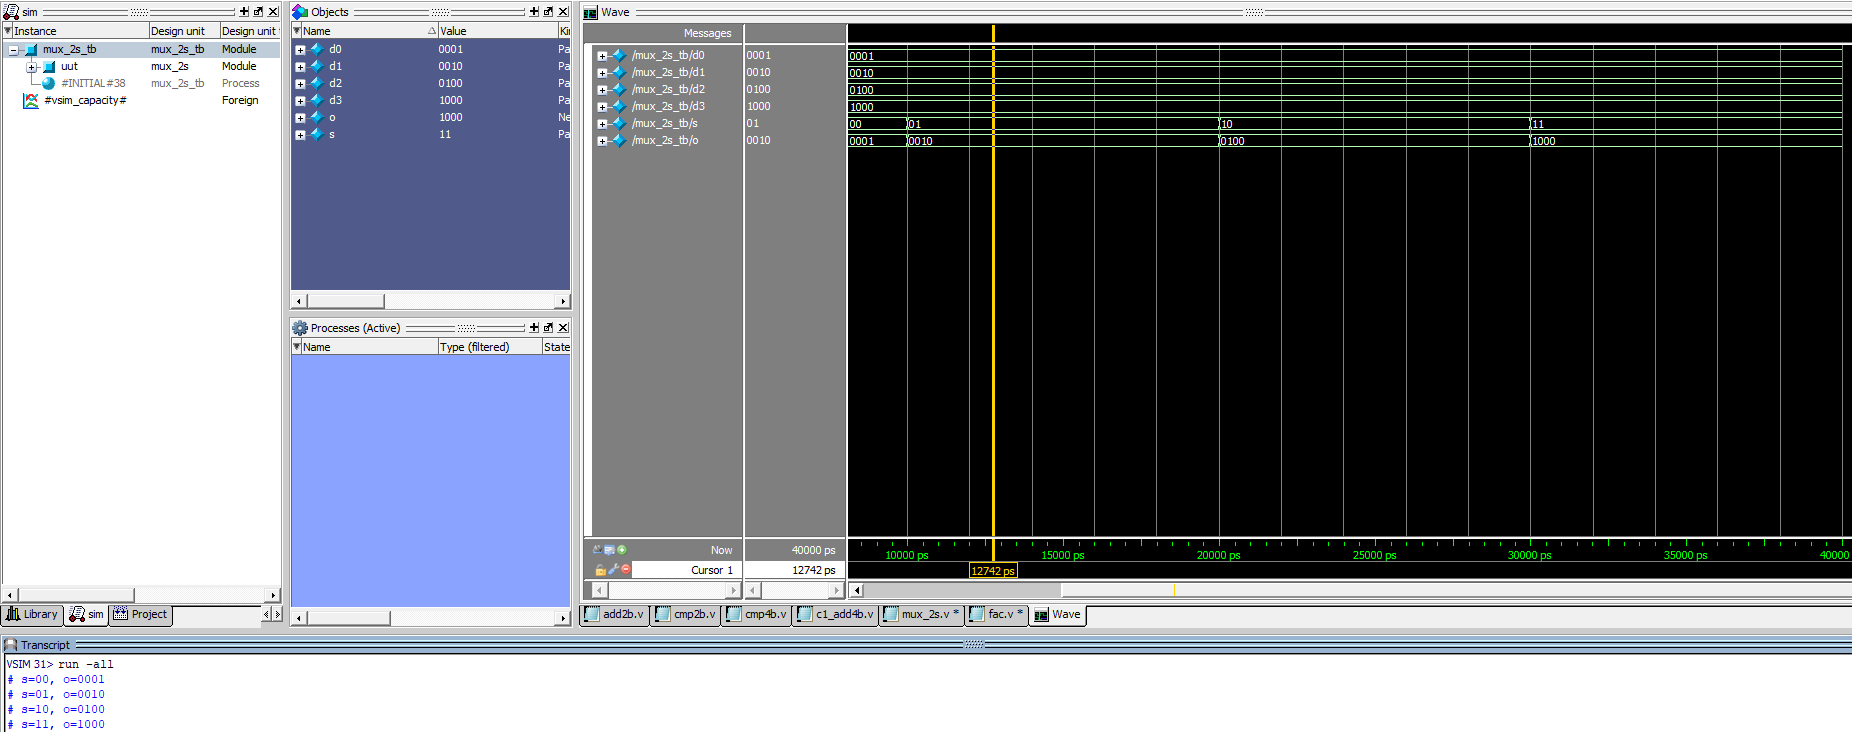 sim
Instance Design unit Design unit
mux_2s_tb mux_2s_tb Module
uut mux_2s Module
#INITIAL#38 mux_2s_tb Process
#vsim_capacity# Foreign
Library sim Project
Objects
Name Value Ki
d0 0001 Pa
d1 0010 Pa
d2 0100 Pa
d3 1000 Pa
o 1000 Ne
s 11 Pa
Processes (Active)
Name Type (filtered) State
Wave
Messages
/mux_2s_tb/d0 0001 0001
/mux_2s_tb/d1 0010 0010
/mux_2s_tb/d2 0100 0100
/mux_2s_tb/d3 1000 1000
/mux_2s_tb/s 01 00 01 10 11
/mux_2s_tb/o 0010 0001 0010 0100 1000
Now 40000 ps 10000 ps 15000 ps 20000 ps 25000 ps 30000 ps 35000 ps 40000
Cursor 1 12742 ps 12742 ps
add2b.v cmp2b.v cmp4b.v c1_add4b.v mux_2s.v * fac.v * Wave
Transcript
VSIM 31> run -all
# s=00, o=0001
# s=01, o=0010
# s=10, o=0100
# s=11, o=1000